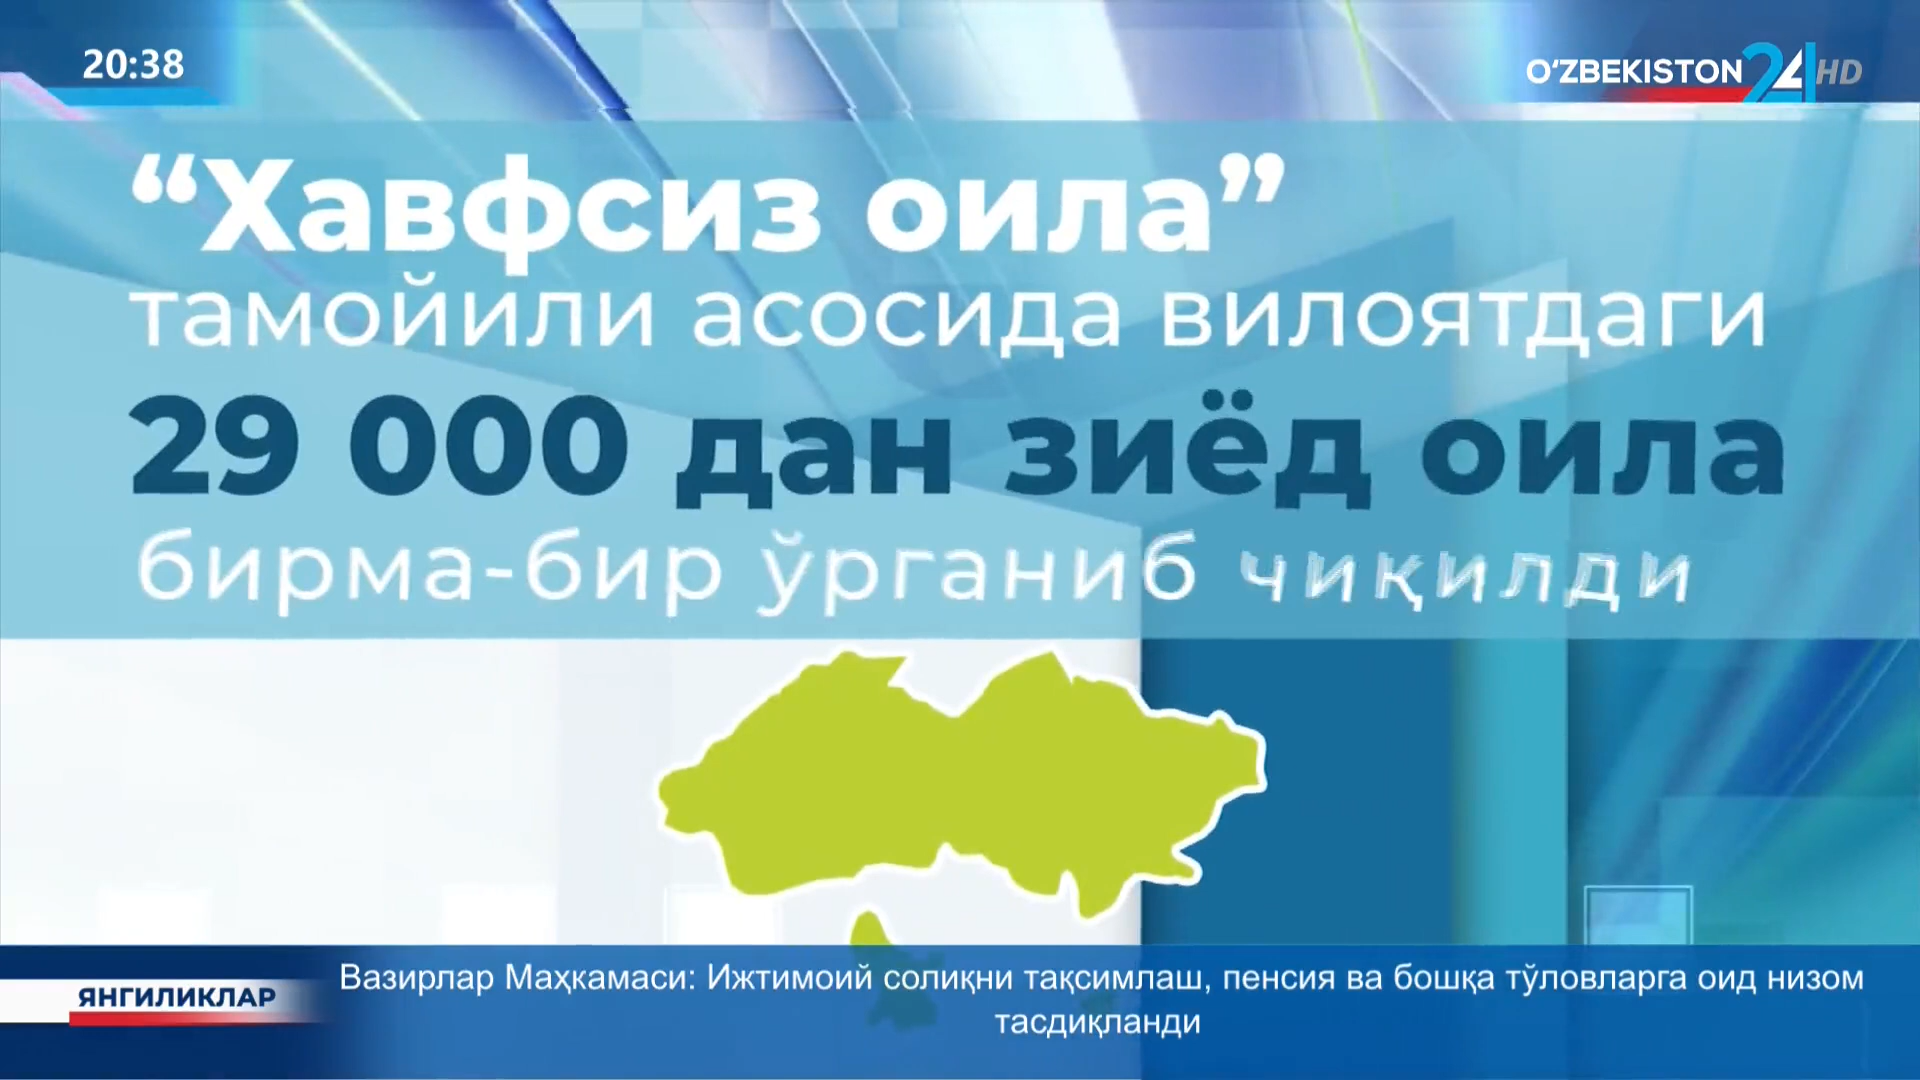 20:38
O‘ZBEKISTON 24 HD
“Хавфсиз оила”
тамойили асосида вилоятдаги
29 000 дан зиёд оила
бирма-бир ўрганиб чиқилди
ЯНГИЛИКЛАР
Вазирлар Маҳкамаси: Ижтимоий солиқни тақсимлаш, пенсия ва бошқа тўловларга оид низом
тасдиқланди